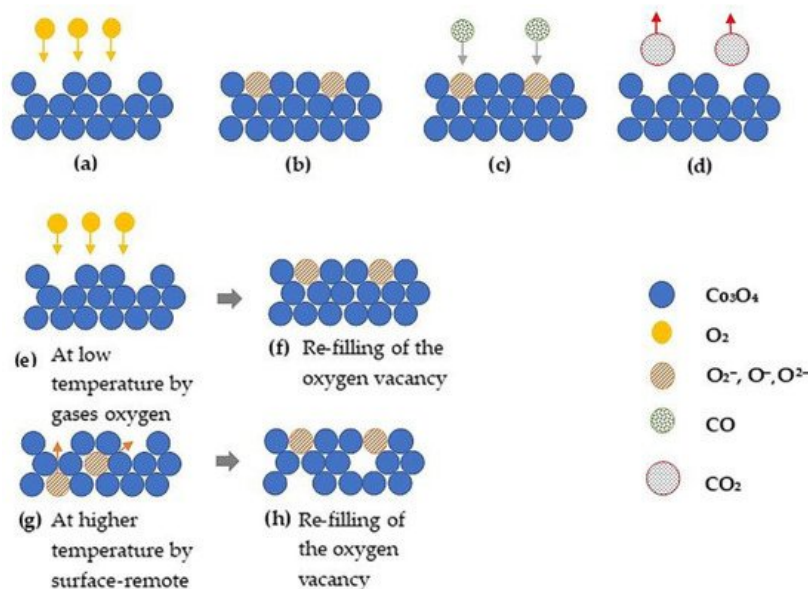 (a)
(b)
(c)
(d)
(e) At low
temperature by
gases oxygen
(f) Re-filling of the
oxygen vacancy
(g) At higher
temperature by
surface-remote
(h) Re-filling of
the oxygen
vacancy
Co₃O₄
O₂
O₂⁻, O⁻, O²⁻
CO
CO₂